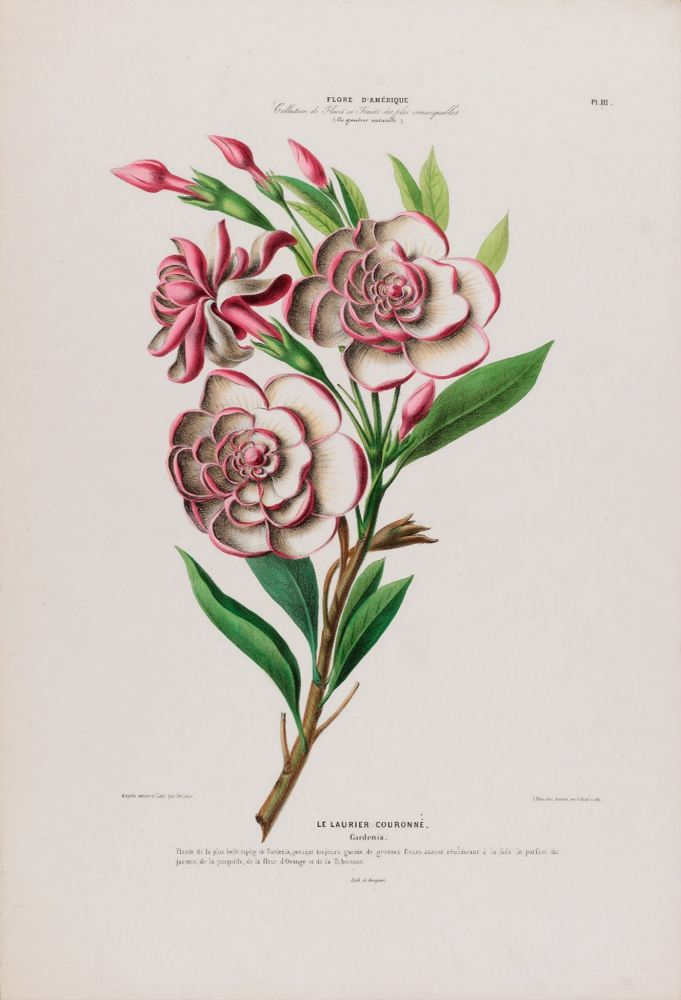 FLORE D'AMÉRIQUE.
Pl. III.
Collection de Fleurs et Fruits des plus remarquables
(De grandeur naturelle)
d'après nature et Lith. par Denisse.
A Paris, chez Denisse, rue St Martin,
LE LAURIER COURONNÉ.
Gardenia.
Plante de la plus belle espèce de Gardenia, presque toujours garnie de grosses fleurs suaves réunissant à la fois le parfum du
jasmin, de la jonquille, de la fleur d'Orange et de la Tubéreuse.
Lith. de Becquet.